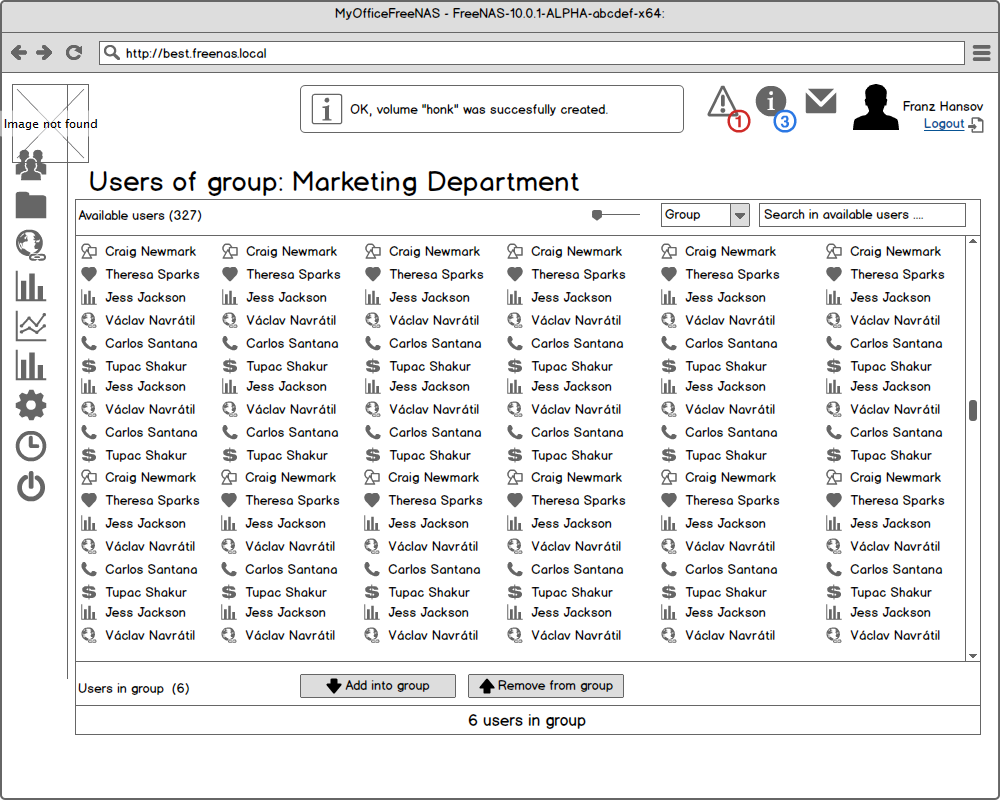 MyOfficeFreeNAS - FreeNAS-10.0.1-ALPHA-abcdef-x64:
http://best.freenas.local
Image not found
OK, volume "honk" was succesfully created.
1
3
Franz Hansov
Logout
Users of group: Marketing Department
Available users (327) Group Search in available users ....
Craig Newmark Craig Newmark Craig Newmark Craig Newmark Craig Newmark Craig Newmark
Theresa Sparks Theresa Sparks Theresa Sparks Theresa Sparks Theresa Sparks Theresa Sparks
Jess Jackson Jess Jackson Jess Jackson Jess Jackson Jess Jackson Jess Jackson
Václav Navrátil Václav Navrátil Václav Navrátil Václav Navrátil Václav Navrátil Václav Navrátil
Carlos Santana Carlos Santana Carlos Santana Carlos Santana Carlos Santana Carlos Santana
Tupac Shakur Tupac Shakur Tupac Shakur Tupac Shakur Tupac Shakur Tupac Shakur
Jess Jackson Jess Jackson Jess Jackson Jess Jackson Jess Jackson Jess Jackson
Václav Navrátil Václav Navrátil Václav Navrátil Václav Navrátil Václav Navrátil Václav Navrátil
Carlos Santana Carlos Santana Carlos Santana Carlos Santana Carlos Santana Carlos Santana
Tupac Shakur Tupac Shakur Tupac Shakur Tupac Shakur Tupac Shakur Tupac Shakur
Craig Newmark Craig Newmark Craig Newmark Craig Newmark Craig Newmark Craig Newmark
Theresa Sparks Theresa Sparks Theresa Sparks Theresa Sparks Theresa Sparks Theresa Sparks
Jess Jackson Jess Jackson Jess Jackson Jess Jackson Jess Jackson Jess Jackson
Václav Navrátil Václav Navrátil Václav Navrátil Václav Navrátil Václav Navrátil Václav Navrátil
Carlos Santana Carlos Santana Carlos Santana Carlos Santana Carlos Santana Carlos Santana
Tupac Shakur Tupac Shakur Tupac Shakur Tupac Shakur Tupac Shakur Tupac Shakur
Jess Jackson Jess Jackson Jess Jackson Jess Jackson Jess Jackson Jess Jackson
Václav Navrátil Václav Navrátil Václav Navrátil Václav Navrátil Václav Navrátil Václav Navrátil
Users in group (6) Add into group Remove from group
6 users in group